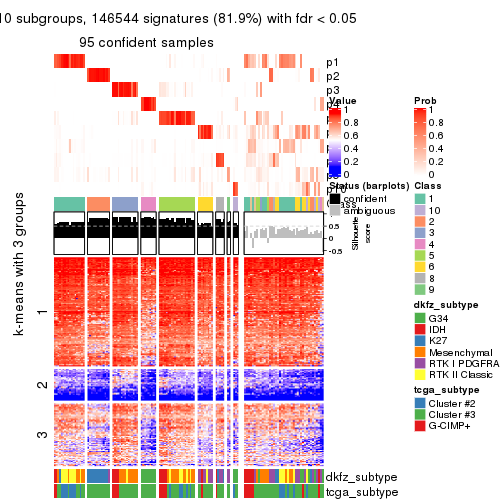 10 subgroups, 146544 signatures (81.9%) with fdr < 0.05
95 confident samples
p1
p2
p3
p4
Value
1
0.8
0.6
0.4
0.2
0
Prob
1
0.8
0.6
0.4
0.2
0
Status (barplots)
confident
ambiguous
Class
1
10
2
3
4
5
6
8
9
0.5
0
-0.5
Silhouette
score
k-means with 3 groups
1
2
3
dkfz_subtype
G34
IDH
K27
Mesenchymal
RTK I PDGFRA
RTK II Classic
tcga_subtype
Cluster #2
Cluster #3
G-CIMP+
dkfz_subtype
tcga_subtype